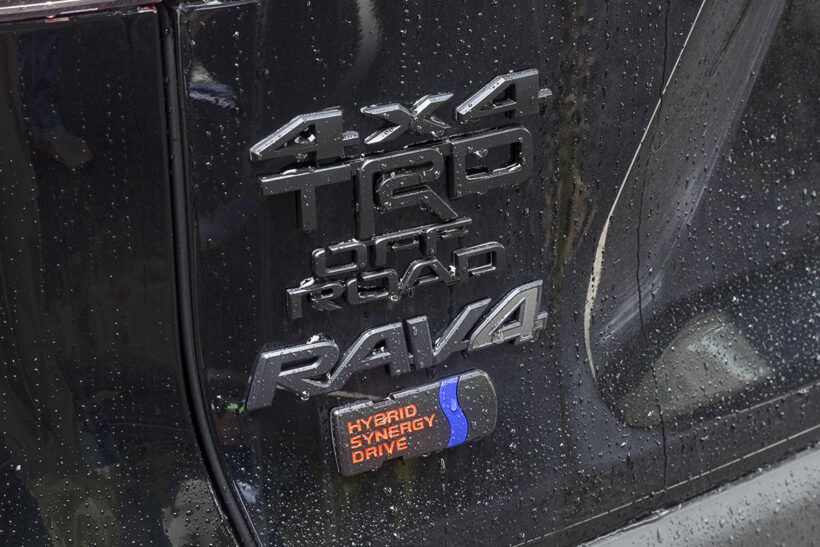 4x4
TRD
OFF
ROAD
RAV4
HYBRID
SYNERGY
DRIVE